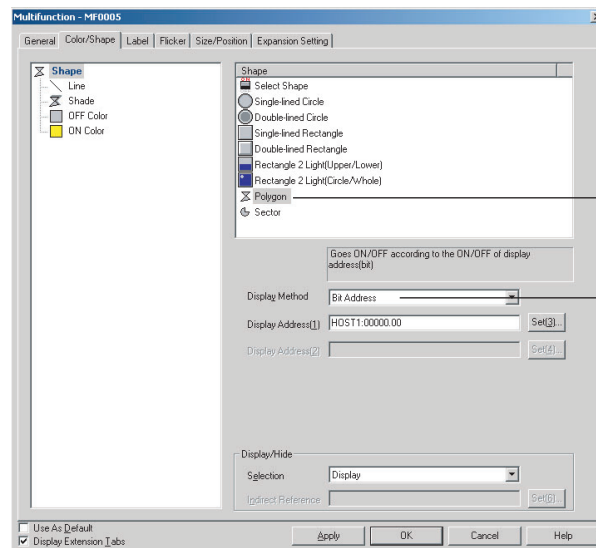 Multifunction - MF0005
General Color/Shape Label Flicker Size/Position Expansion Setting
Shape
Line
Shade
OFF Color
ON Color
Shape
Select Shape
Single-lined Circle
Double-lined Circle
Single-lined Rectangle
Double-lined Rectangle
Rectangle 2 Light(Upper/Lower)
Rectangle 2 Light(Circle/Whole)
Polygon
Sector
Goes ON/OFF according to the ON/OFF of display
address(bit)
Display Method Bit Address
Display Address(1) HOST1:00000.00 Set(3)...
Display Address(2) Set(4)...
Display/Hide
Selection Display
Indirect Reference Set(6)...
Use As Default
Display Extension Tabs
Apply OK Cancel Help